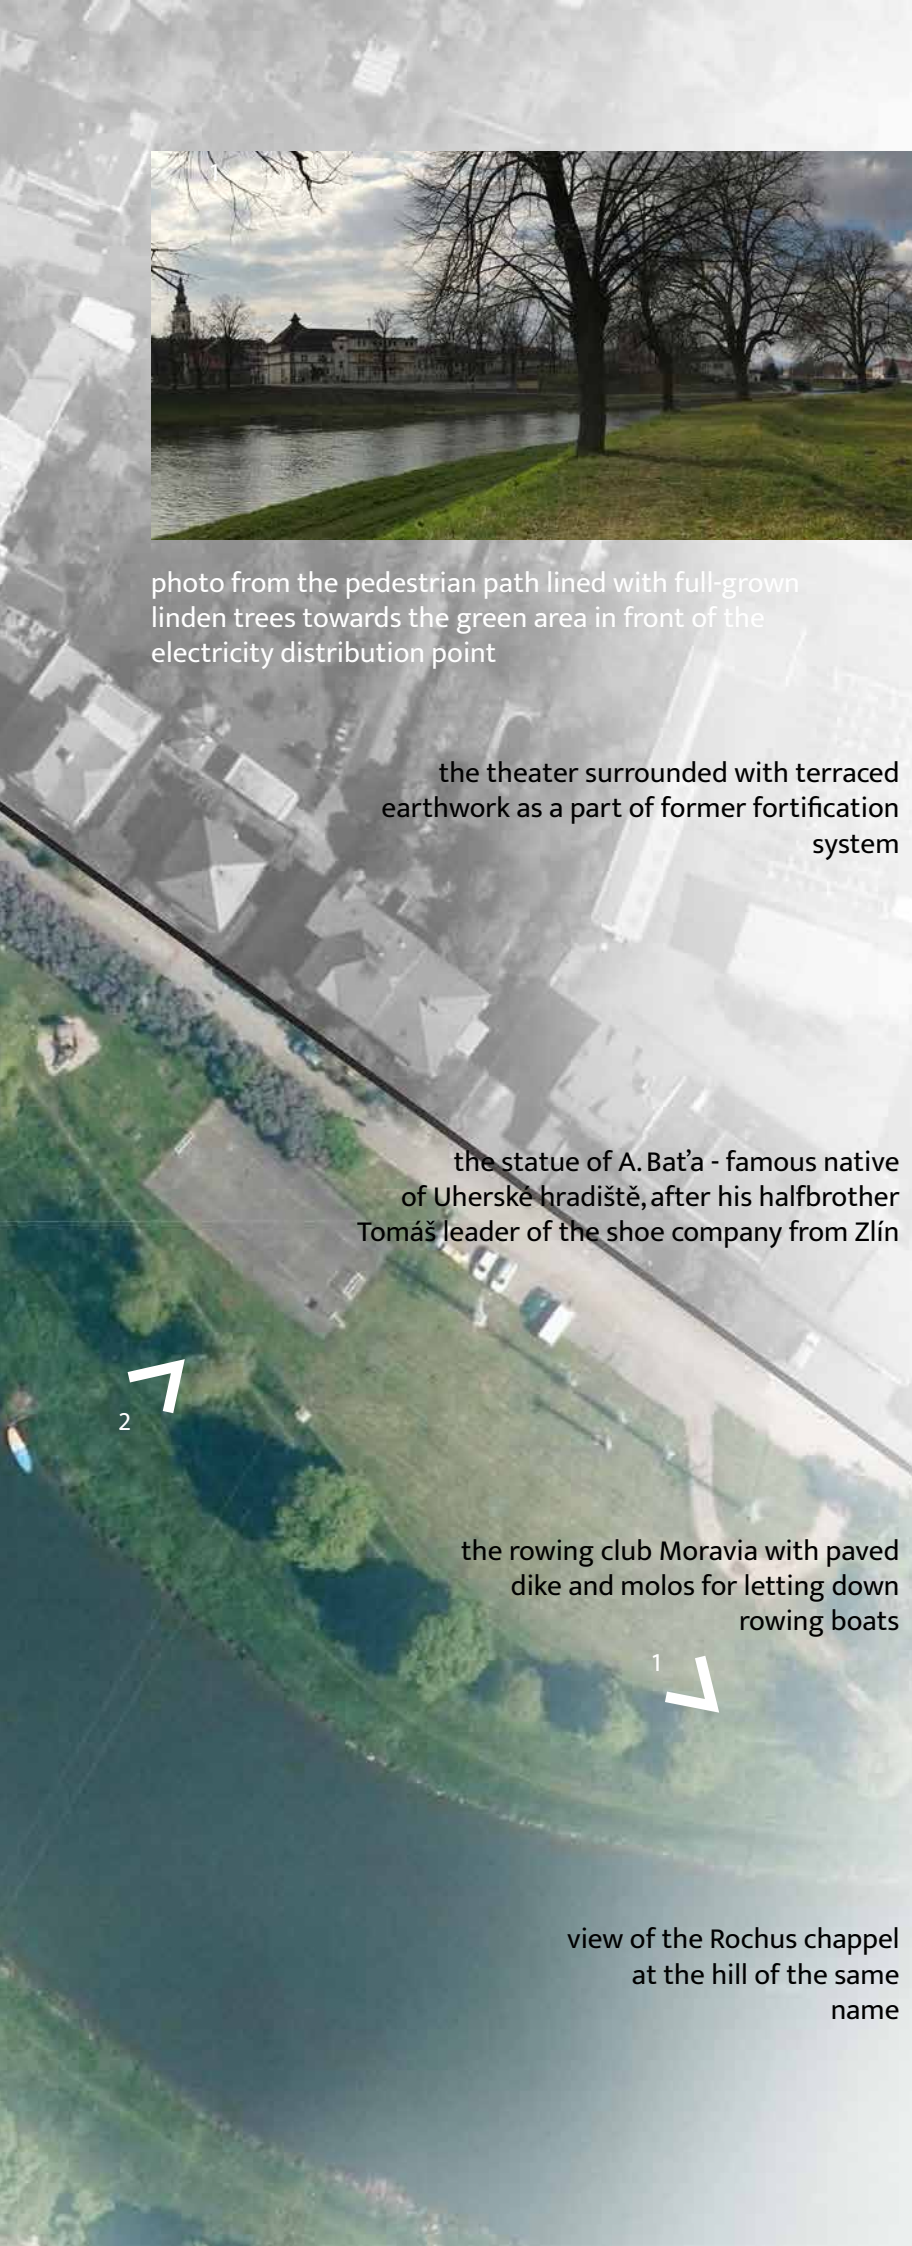 1
photo from the pedestrian path lined with full-grown
linden trees towards the green area in front of the
electricity distribution point
the theater surrounded with terraced
earthwork as a part of former fortification
system
the statue of A. Baťa - famous native
of Uherské hradiště, after his halfbrother
Tomáš leader of the shoe company from Zlín
2
the rowing club Moravia with paved
dike and molos for letting down
rowing boats
1
view of the Rochus chappel
at the hill of the same
name